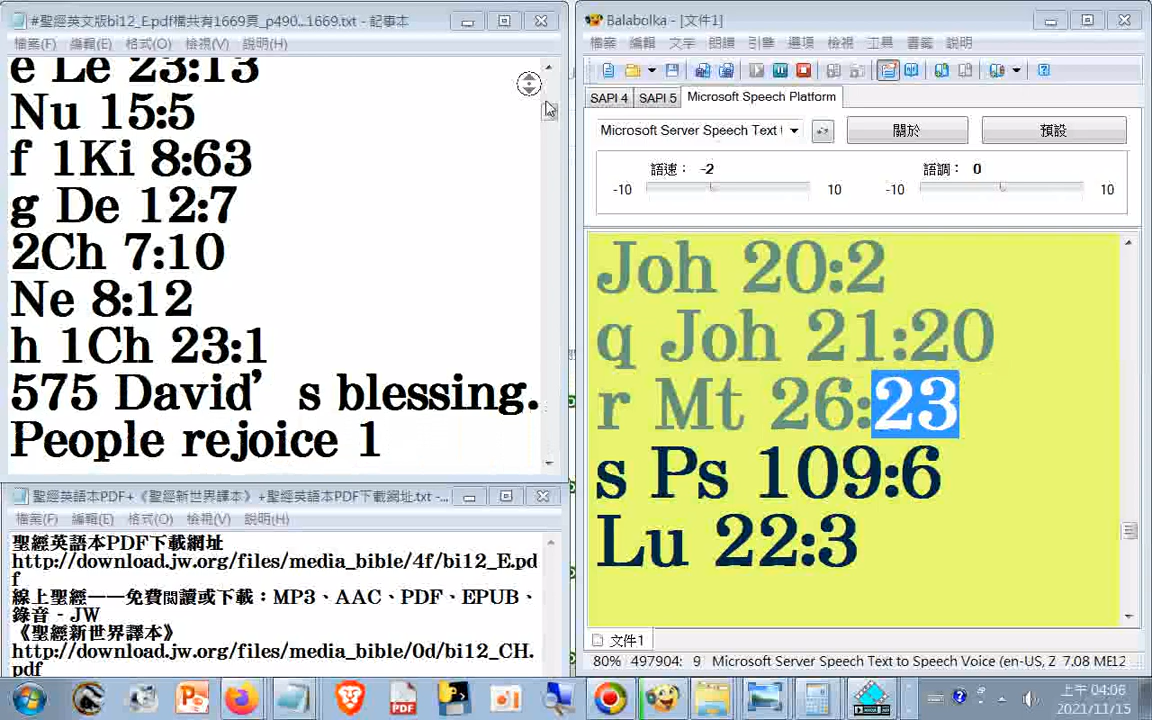 #聖經英文版bi12_E.pdf檔共有1669頁_p490...1669.txt - 記事本
檔案(F) 編輯(E) 格式(O) 檢視(V) 說明(H)
e Le 23:13
Nu 15:5
f 1Ki 8:63
g De 12:7
2Ch 7:10
Ne 8:12
h 1Ch 23:1
575 David’s blessing.
People rejoice 1
聖經英語本PDF+《聖經新世界譯本》+聖經英語本PDF下載網址.txt -...
檔案(F) 編輯(E) 格式(O) 檢視(V) 說明(H)
聖經英語本PDF下載網址
http://download.jw.org/files/media_bible/4f/bi12_E.pd
f
線上聖經——免費閱讀或下載：MP3、AAC、PDF、EPUB、
錄音 - JW
《聖經新世界譯本》
http://download.jw.org/files/media_bible/0d/bi12_CH.
pdf
Balabolka - [文件1]
檔案 編輯 文字 朗讀 引擎 選項 檢視 工具 書籤 說明
SAPI 4 SAPI 5 Microsoft Speech Platform
Microsoft Server Speech Text 關於 預設
語速： -2 語調： 0
-10 10 -10 10
Joh 20:2
q Joh 21:20
r Mt 26:23
s Ps 109:6
Lu 22:3
文件1
80% 497904: 9 Microsoft Server Speech Text to Speech Voice (en-US, Z 7.08 ME12
PDF
上午 04:06
2021/11/15